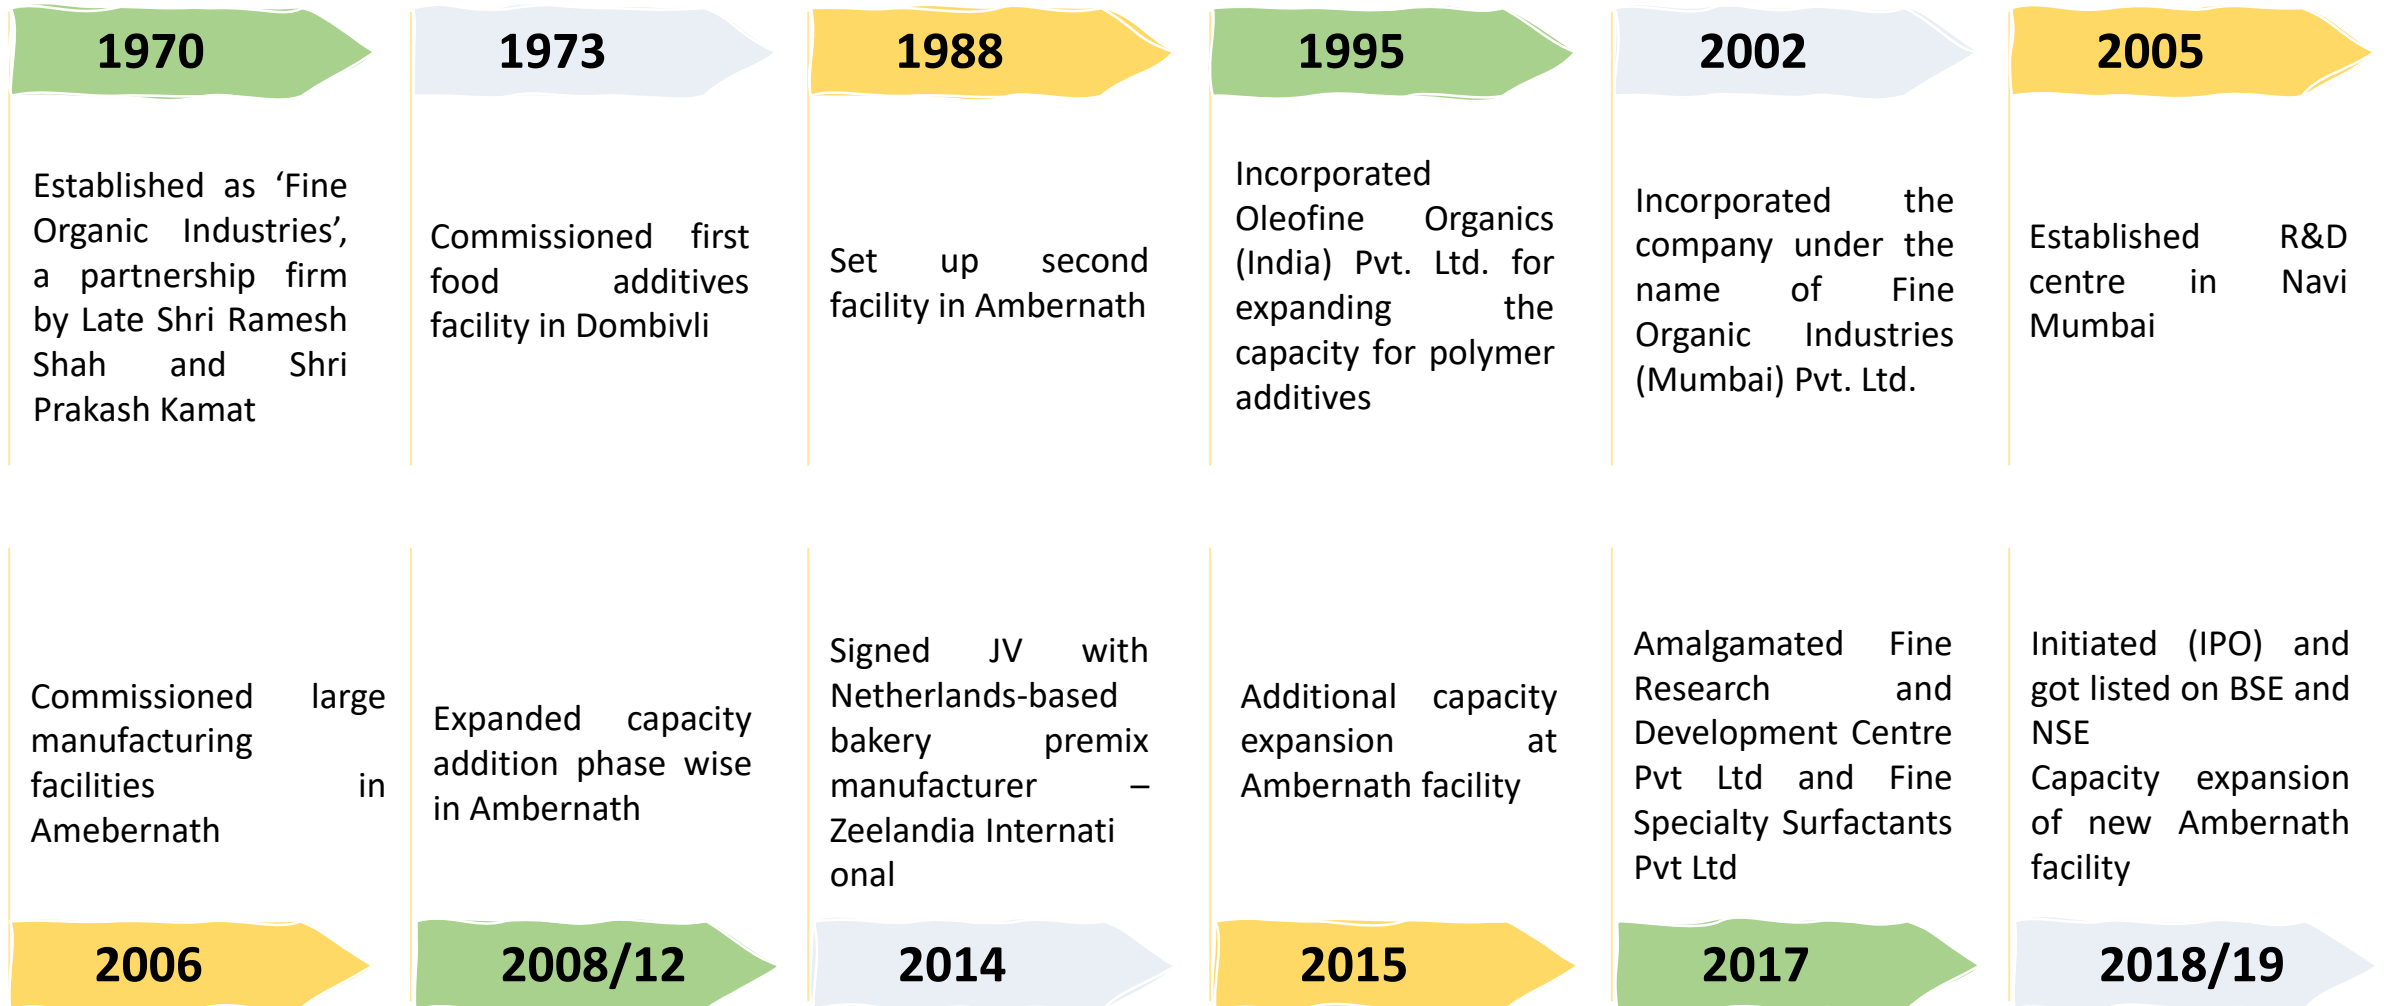 1970
Established as ‘Fine
Organic Industries’,
a partnership firm
by Late Shri Ramesh
Shah and Shri
Prakash Kamat
1973
Commissioned first
food additives
facility in Dombivli
1988
Set up second
facility in Ambernath
1995
Incorporated
Oleofine Organics
(India) Pvt. Ltd. for
expanding the
capacity for polymer
additives
2002
Incorporated the
company under the
name of Fine
Organic Industries
(Mumbai) Pvt. Ltd.
2005
Established R&D
centre in Navi
Mumbai
Commissioned large
manufacturing
facilities in
Amebernath
2006
Expanded capacity
addition phase wise
in Ambernath
2008/12
Signed JV with
Netherlands-based
bakery premix
manufacturer –
Zeelandia Internati
onal
2014
Additional capacity
expansion at
Ambernath facility
2015
Amalgamated Fine
Research and
Development Centre
Pvt Ltd and Fine
Specialty Surfactants
Pvt Ltd
2017
Initiated (IPO) and
got listed on BSE and
NSE
Capacity expansion
of new Ambernath
facility
2018/19